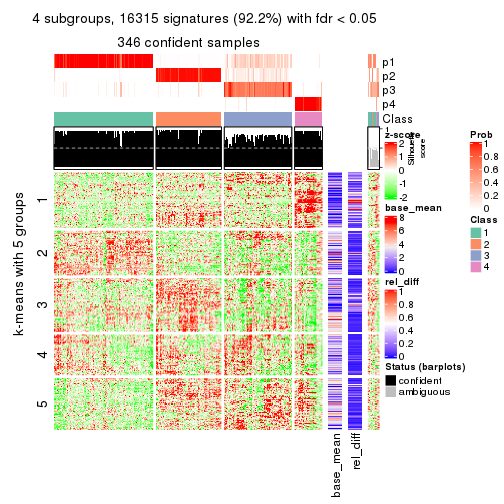 4 subgroups, 16315 signatures (92.2%) with fdr < 0.05
346 confident samples
p1
p2
p3
p4
Class
1
Silhouette
score
z-score
2
1
0
-1
-2
base_mean
8
6
4
2
0
rel_diff
1
0.8
0.6
0.4
0.2
0
Status (barplots)
confident
ambiguous
Prob
1
0.8
0.6
0.4
0.2
0
Class
1
2
3
4
k-means with 5 groups
1
2
3
4
5
base_mean
rel_diff